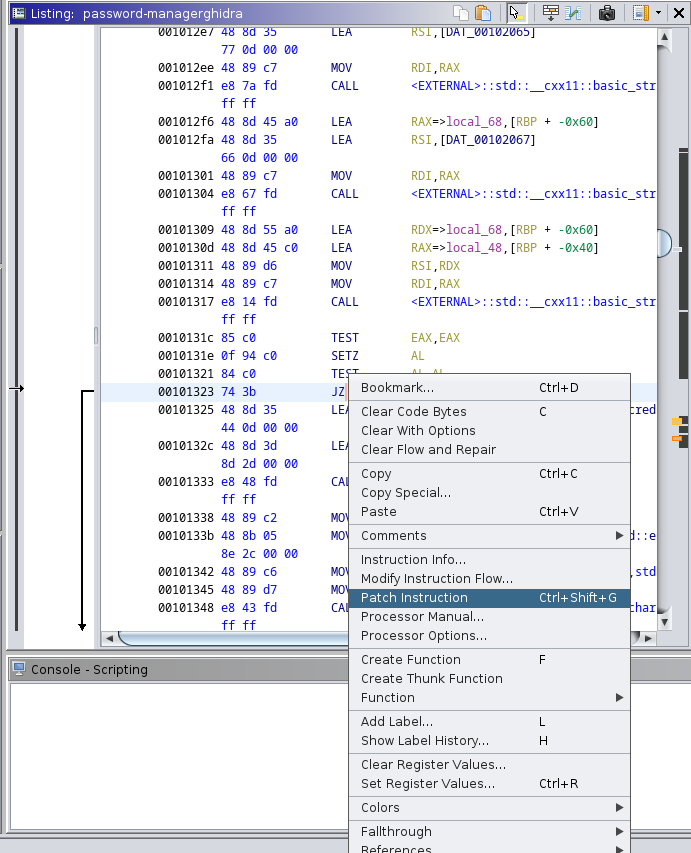 Listing: password-managerghidra
001012e7 48 8d 35 LEA RSI,[DAT_00102065]
77 0d 00 00
001012ee 48 89 c7 MOV RDI,RAX
001012f1 e8 7a fd CALL <EXTERNAL>::std::__cxx11::basic_str
ff ff
001012f6 48 8d 45 a0 LEA RAX=>local_68,[RBP + -0x60]
001012fa 48 8d 35 LEA RSI,[DAT_00102067]
66 0d 00 00
00101301 48 89 c7 MOV RDI,RAX
00101304 e8 67 fd CALL <EXTERNAL>::std::__cxx11::basic_str
ff ff
00101309 48 8d 55 a0 LEA RDX=>local_68,[RBP + -0x60]
0010130d 48 8d 45 c0 LEA RAX=>local_48,[RBP + -0x40]
00101311 48 89 d6 MOV RSI,RDX
00101314 48 89 c7 MOV RDI,RAX
00101317 e8 14 fd CALL <EXTERNAL>::std::__cxx11::basic_str
ff ff
0010131c 85 c0 TEST EAX,EAX
0010131e 0f 94 c0 SETZ AL
00101321 84 c0 TEST AL,AL
00101323 74 3b JZ
00101325 48 8d 35 LEA cred
44 0d 00 00
0010132c 48 8d 3d LEA
8d 2d 00 00
00101333 e8 48 fd CAL
ff ff
00101338 48 89 c2 MOV
0010133b 48 8b 05 MOV d::e
8e 2c 00 00
00101342 48 89 c6 MOV ,std
00101345 48 89 d7 MOV
00101348 e8 43 fd CAL char
ff ff
Bookmark... Ctrl+D
Clear Code Bytes C
Clear With Options
Clear Flow and Repair
Copy Ctrl+C
Copy Special...
Paste Ctrl+V
Comments
Instruction Info...
Modify Instruction Flow...
Patch Instruction Ctrl+Shift+G
Processor Manual...
Processor Options...
Create Function F
Create Thunk Function
Function
Add Label... L
Show Label History... H
Clear Register Values...
Set Register Values... Ctrl+R
Colors
Fallthrough
References
Console - Scripting